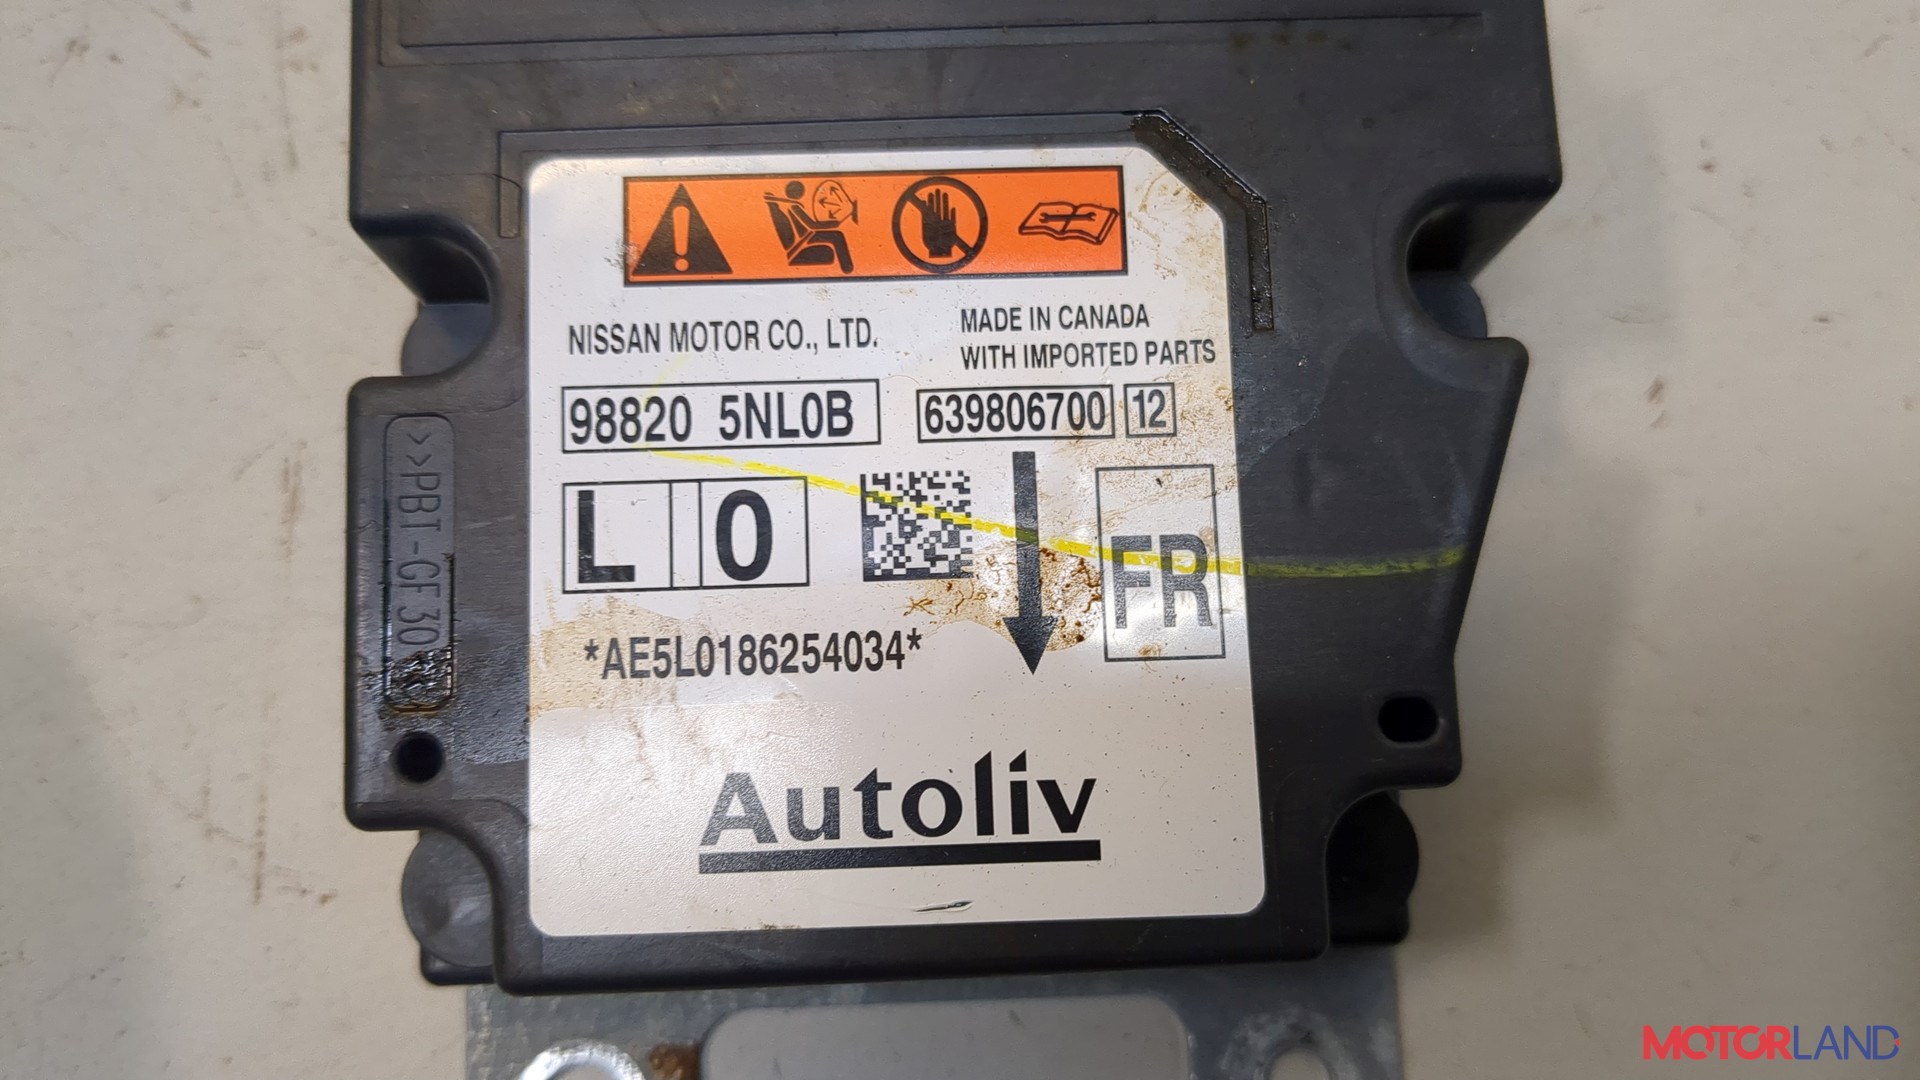 NISSAN MOTOR CO., LTD.
MADE IN CANADA
WITH IMPORTED PARTS
98820 5NL0B
639806700 12
L 0
FR
*AE5L0186254034*
Autoliv
>>PBT-GF30<<
MOTORLAND